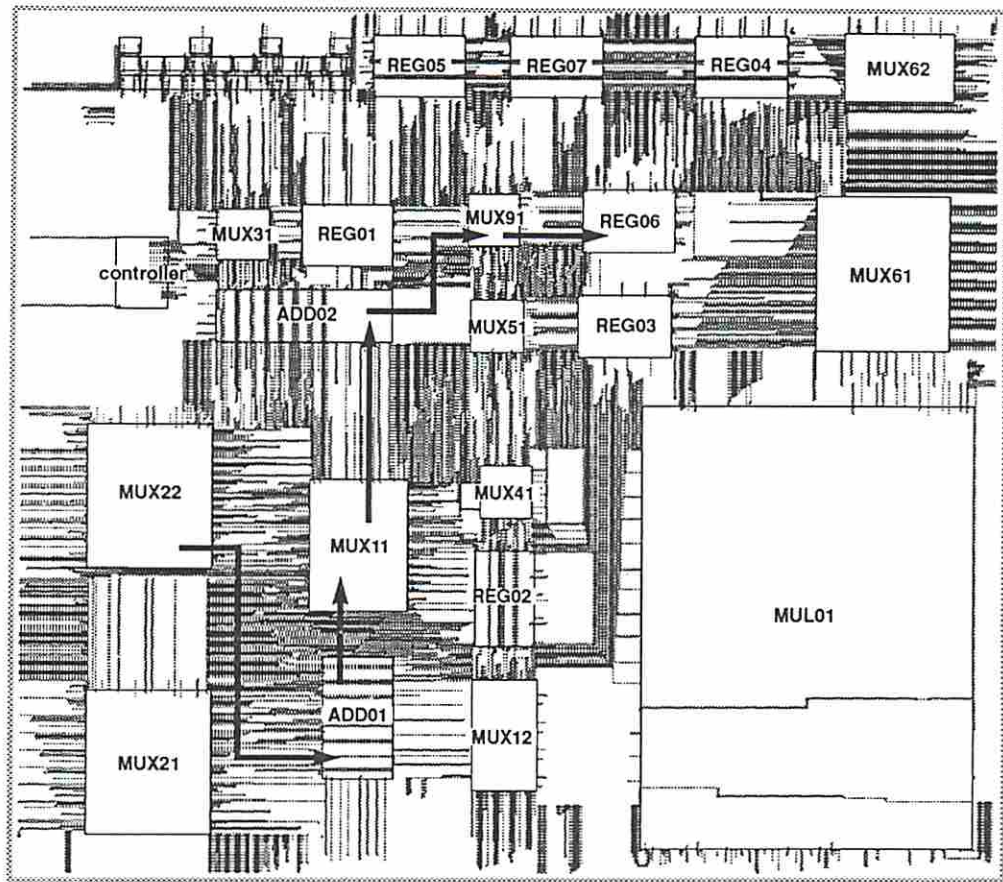 REG05 REG07 REG04 MUX62
MUX31 REG01 MUX91 REG06
controller MUX61
ADD02 MUX51 REG03
MUX22 MUX41
MUX11
REG02 MUL01
ADD01
MUX21 MUX12